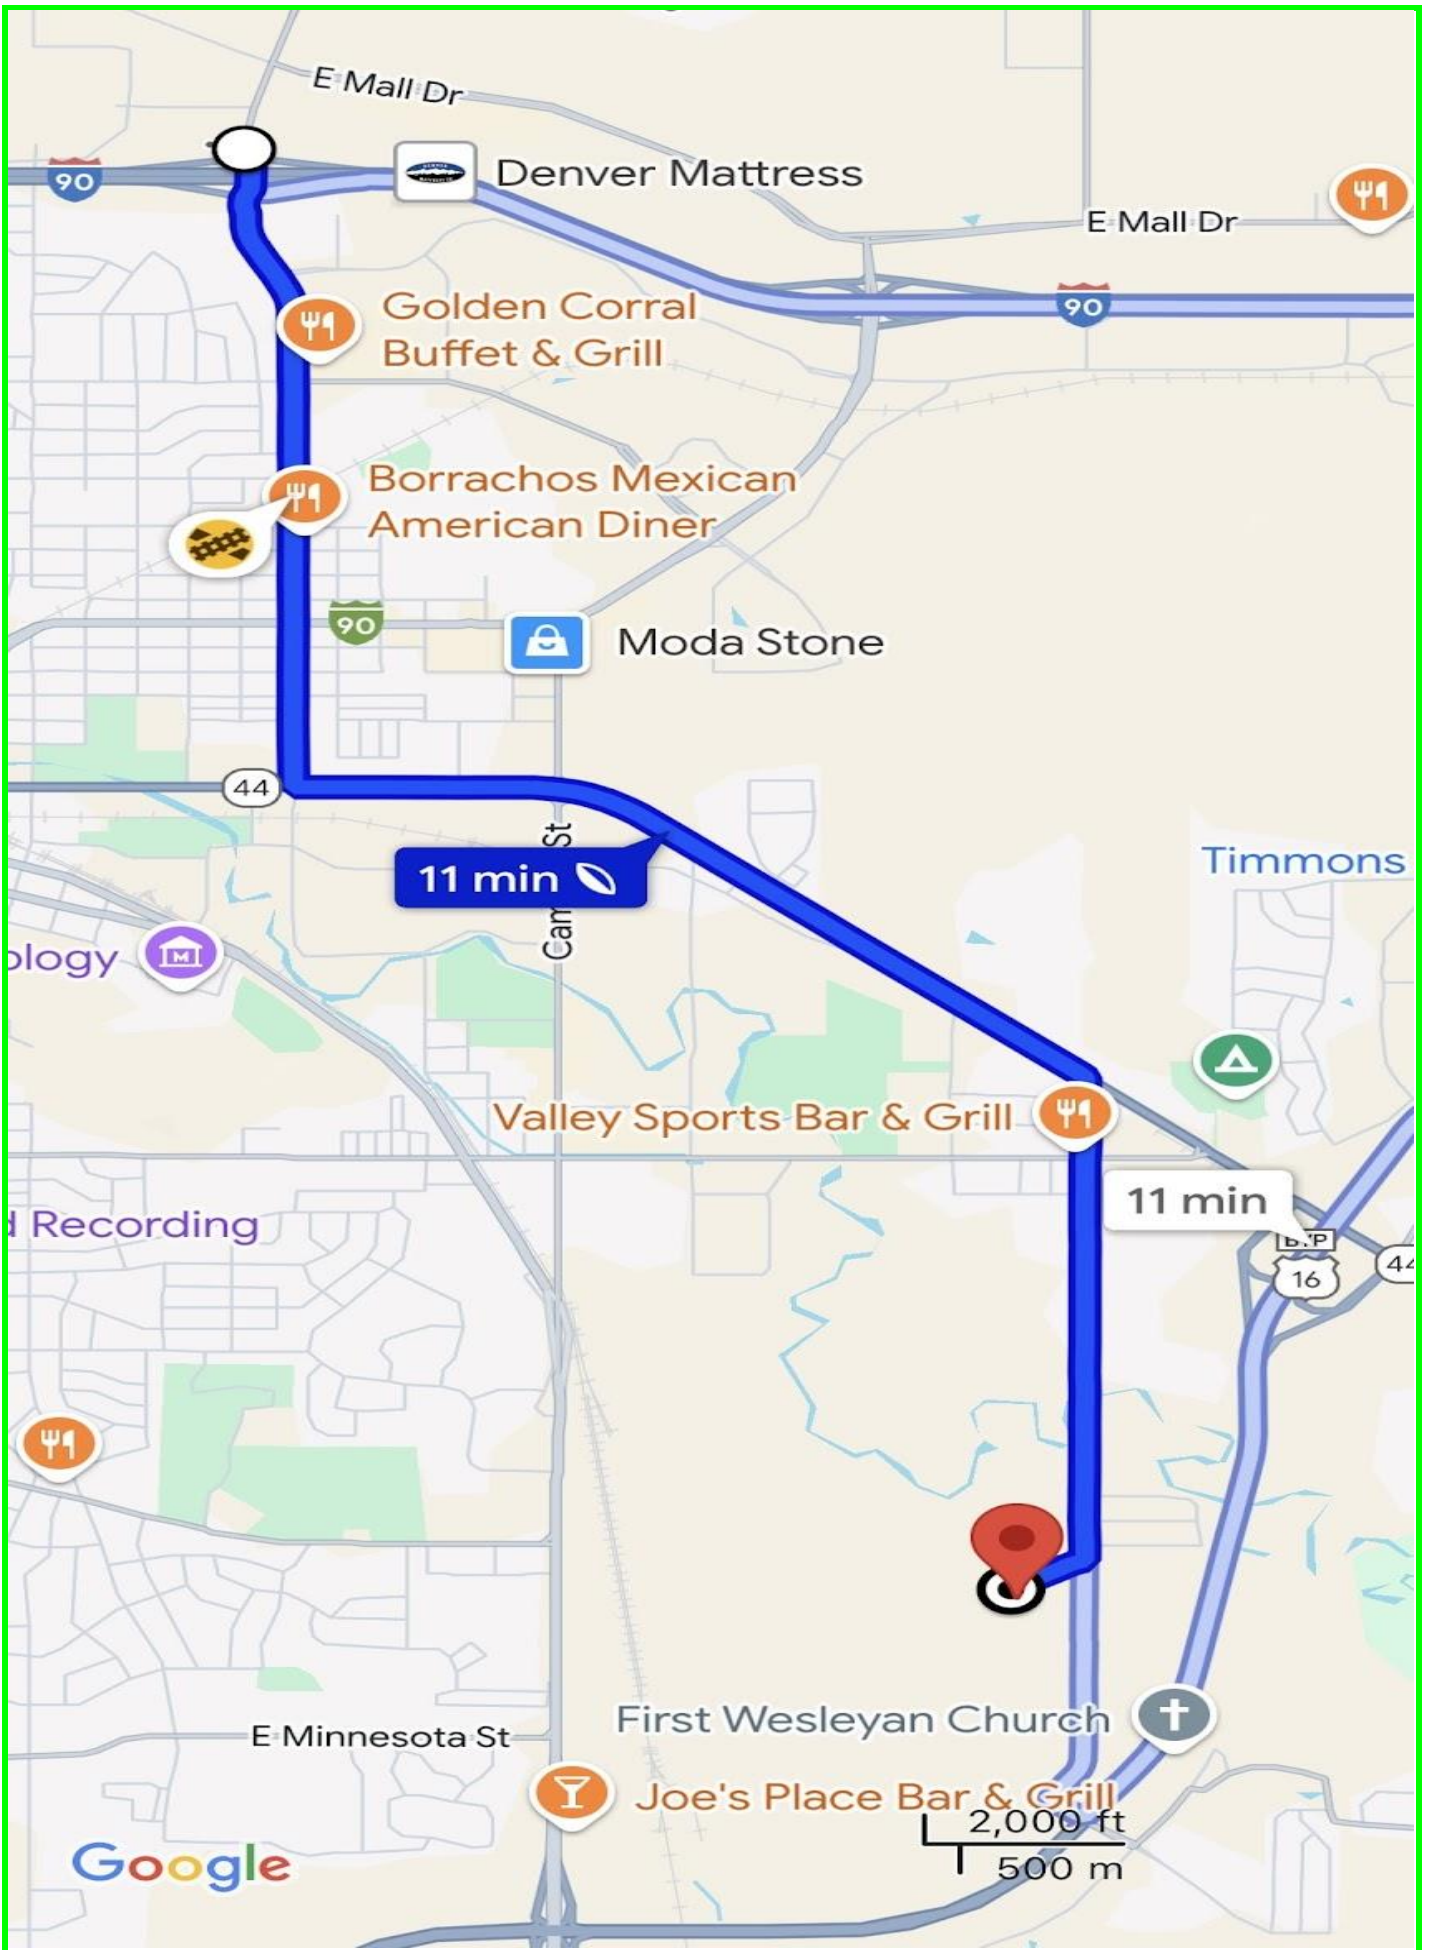 E Mall Dr
90
Denver Mattress
E Mall Dr
90
Golden Corral
Buffet & Grill
Borrachos Mexican
American Diner
90
Moda Stone
44
11 min
St
Cam
Timmons
ology
Valley Sports Bar & Grill
11 min
d Recording
16
44
First Wesleyan Church
E Minnesota St
Joe's Place Bar & Grill
2,000 ft
500 m
Google